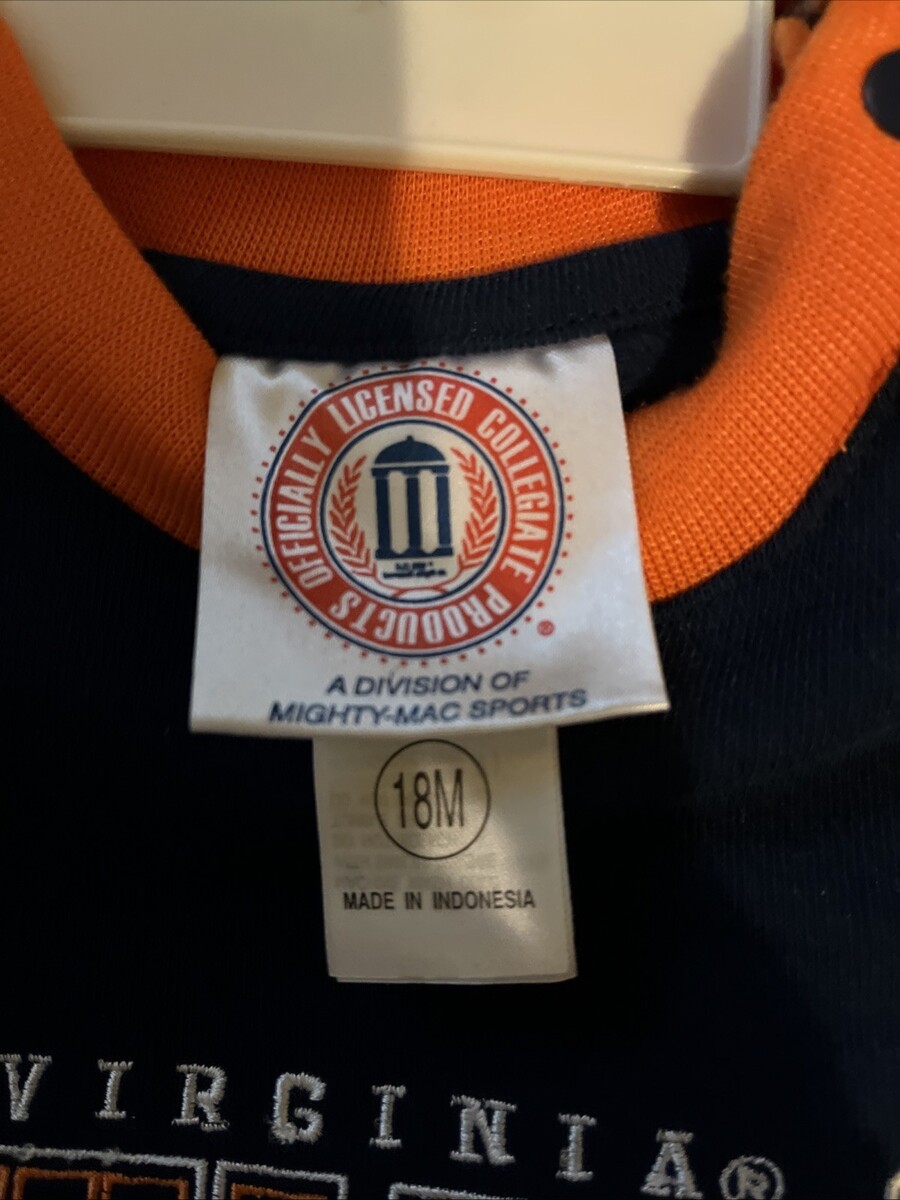 OFFICIALLY LICENSED COLLEGIATE PRODUCTS
®
A DIVISION OF
MIGHTY-MAC SPORTS
18M
MADE IN INDONESIA
VIRGINIA®